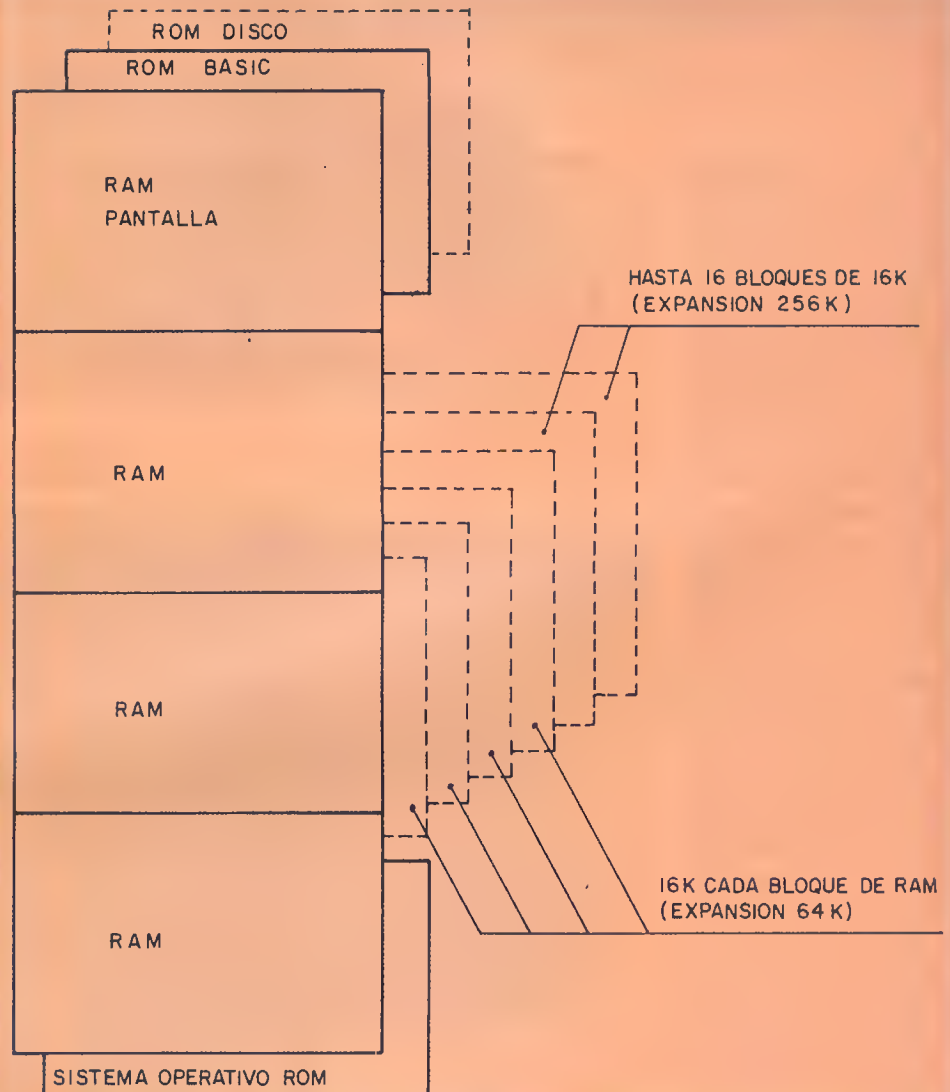 ROM DISCO
ROM BASIC
RAM
PANTALLA
HASTA 16 BLOQUES DE 16K
(EXPANSION 256K)
RAM
RAM
16K CADA BLOQUE DE RAM
(EXPANSION 64K)
RAM
SISTEMA OPERATIVO ROM